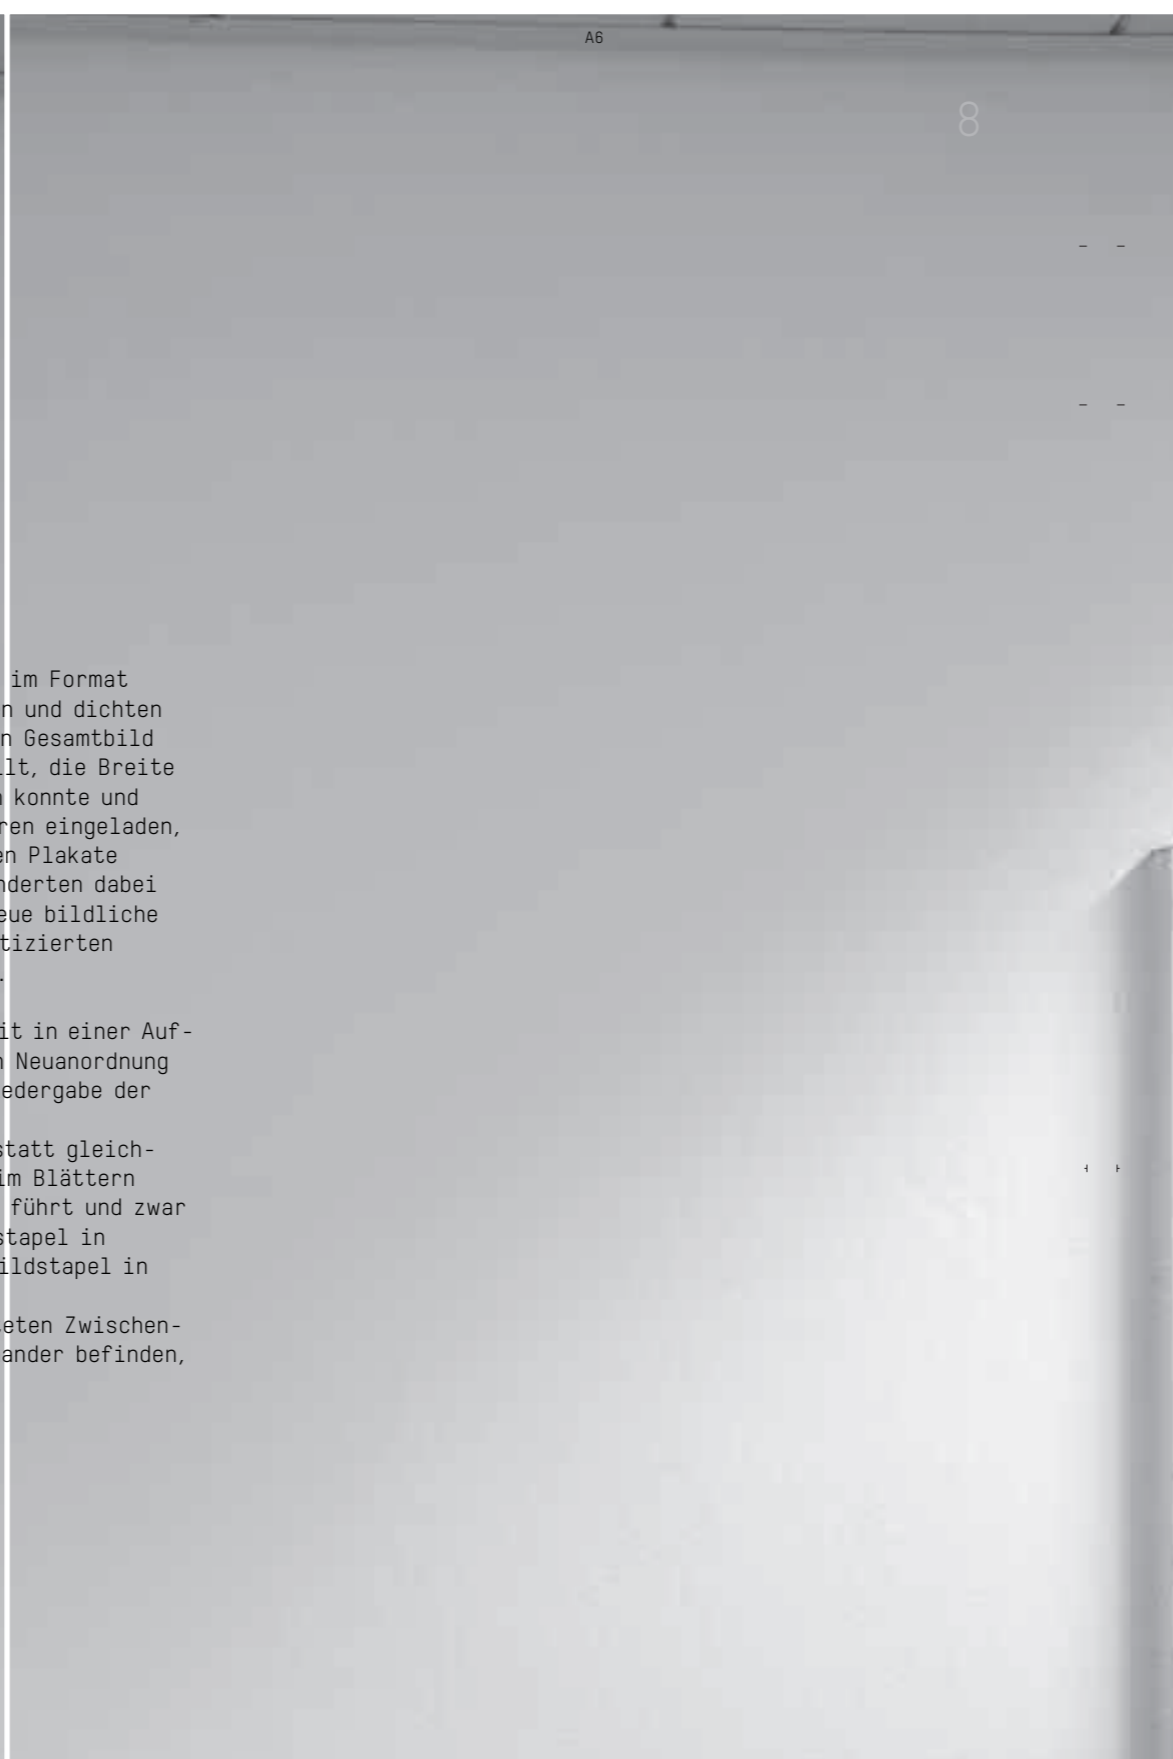 A6
8
im Format
n und dichten
n Gesamtbild
llt, die Breite
n konnte und
ren eingeladen,
en Plakate
nderten dabei
eue bildliche
tizierten
.
it in einer Auf-
n Neuanordnung
edergabe der
statt gleich-
im Blättern
führt und zwar
stapel in
ildstapel in
teten Zwischen-
ander befinden,